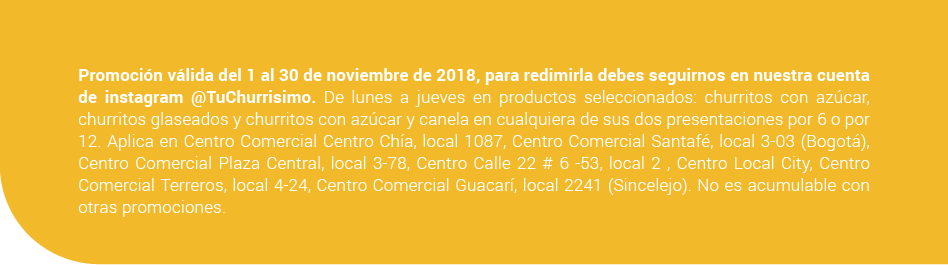 Promoción válida del 1 al 30 de noviembre de 2018, para redimirla debes seguirnos en nuestra cuenta
de instagram @TuChurrisimo. De lunes a jueves en productos seleccionados: churritos con azúcar,
churritos glaseados y churritos con azúcar y canela en cualquiera de sus dos presentaciones por 6 o por
12. Aplica en Centro Comercial Centro Chía, local 1087, Centro Comercial Santafé, local 3-03 (Bogotá),
Centro Comercial Plaza Central, local 3-78, Centro Calle 22 # 6 -53, local 2 , Centro Local City, Centro
Comercial Terreros, local 4-24, Centro Comercial Guacarí, local 2241 (Sincelejo). No es acumulable con
otras promociones.